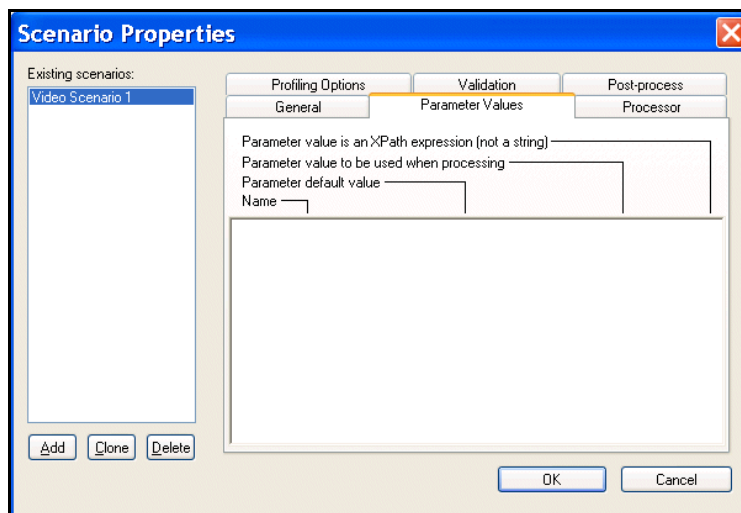 Scenario Properties
Existing scenarios:
Video Scenario 1
Add
Clone
Delete
Profiling Options
Validation
Post-process
General
Parameter Values
Processor
Parameter value is an XPath expression (not a string)
Parameter value to be used when processing
Parameter default value
Name
OK
Cancel